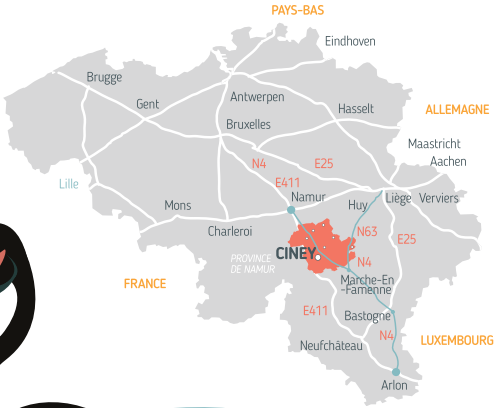 PAYS-BAS
Eindhoven
Brugge
Gent
Antwerpen
Hasselt
ALLEMAGNE
Bruxelles
Maastricht
Aachen
N4
E25
Lille
E411
Namur
Huy
Liège
Verviers
Mons
Charleroi
N63
E25
CINEY
PROVINCE
DE NAMUR
N4
Marche-En
-Famenne
FRANCE
E411
Bastogne
N4
LUXEMBOURG
Neufchâteau
Arlon